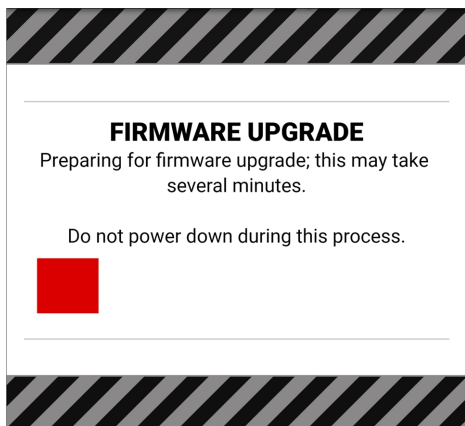 FIRMWARE UPGRADE
Preparing for firmware upgrade; this may take
several minutes.
Do not power down during this process.